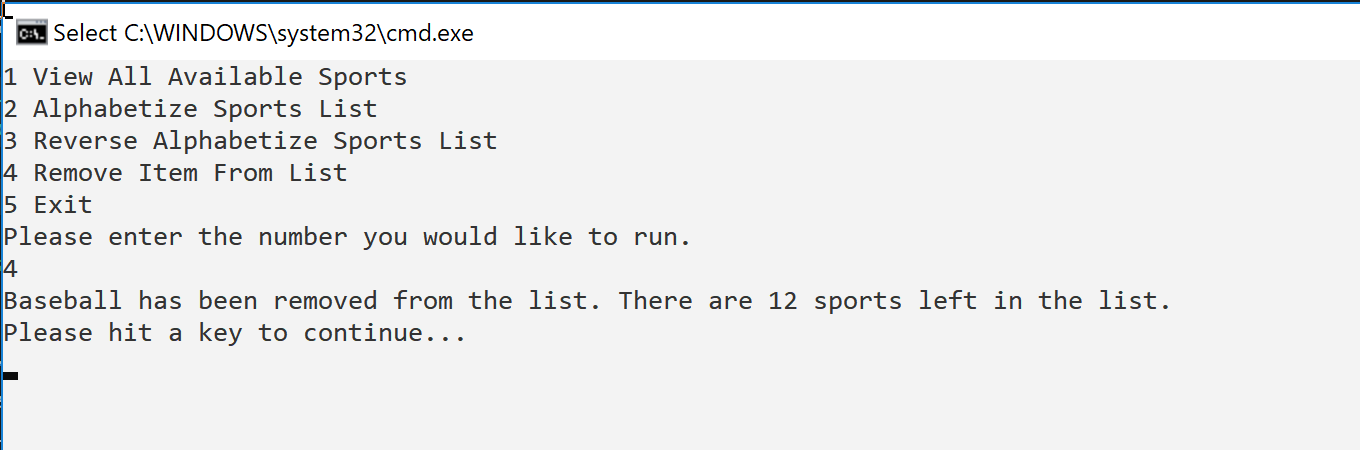 Select C:\WINDOWS\system32\cmd.exe
1 View All Available Sports
2 Alphabetize Sports List
3 Reverse Alphabetize Sports List
4 Remove Item From List
5 Exit
Please enter the number you would like to run.
4
Baseball has been removed from the list. There are 12 sports left in the list.
Please hit a key to continue...